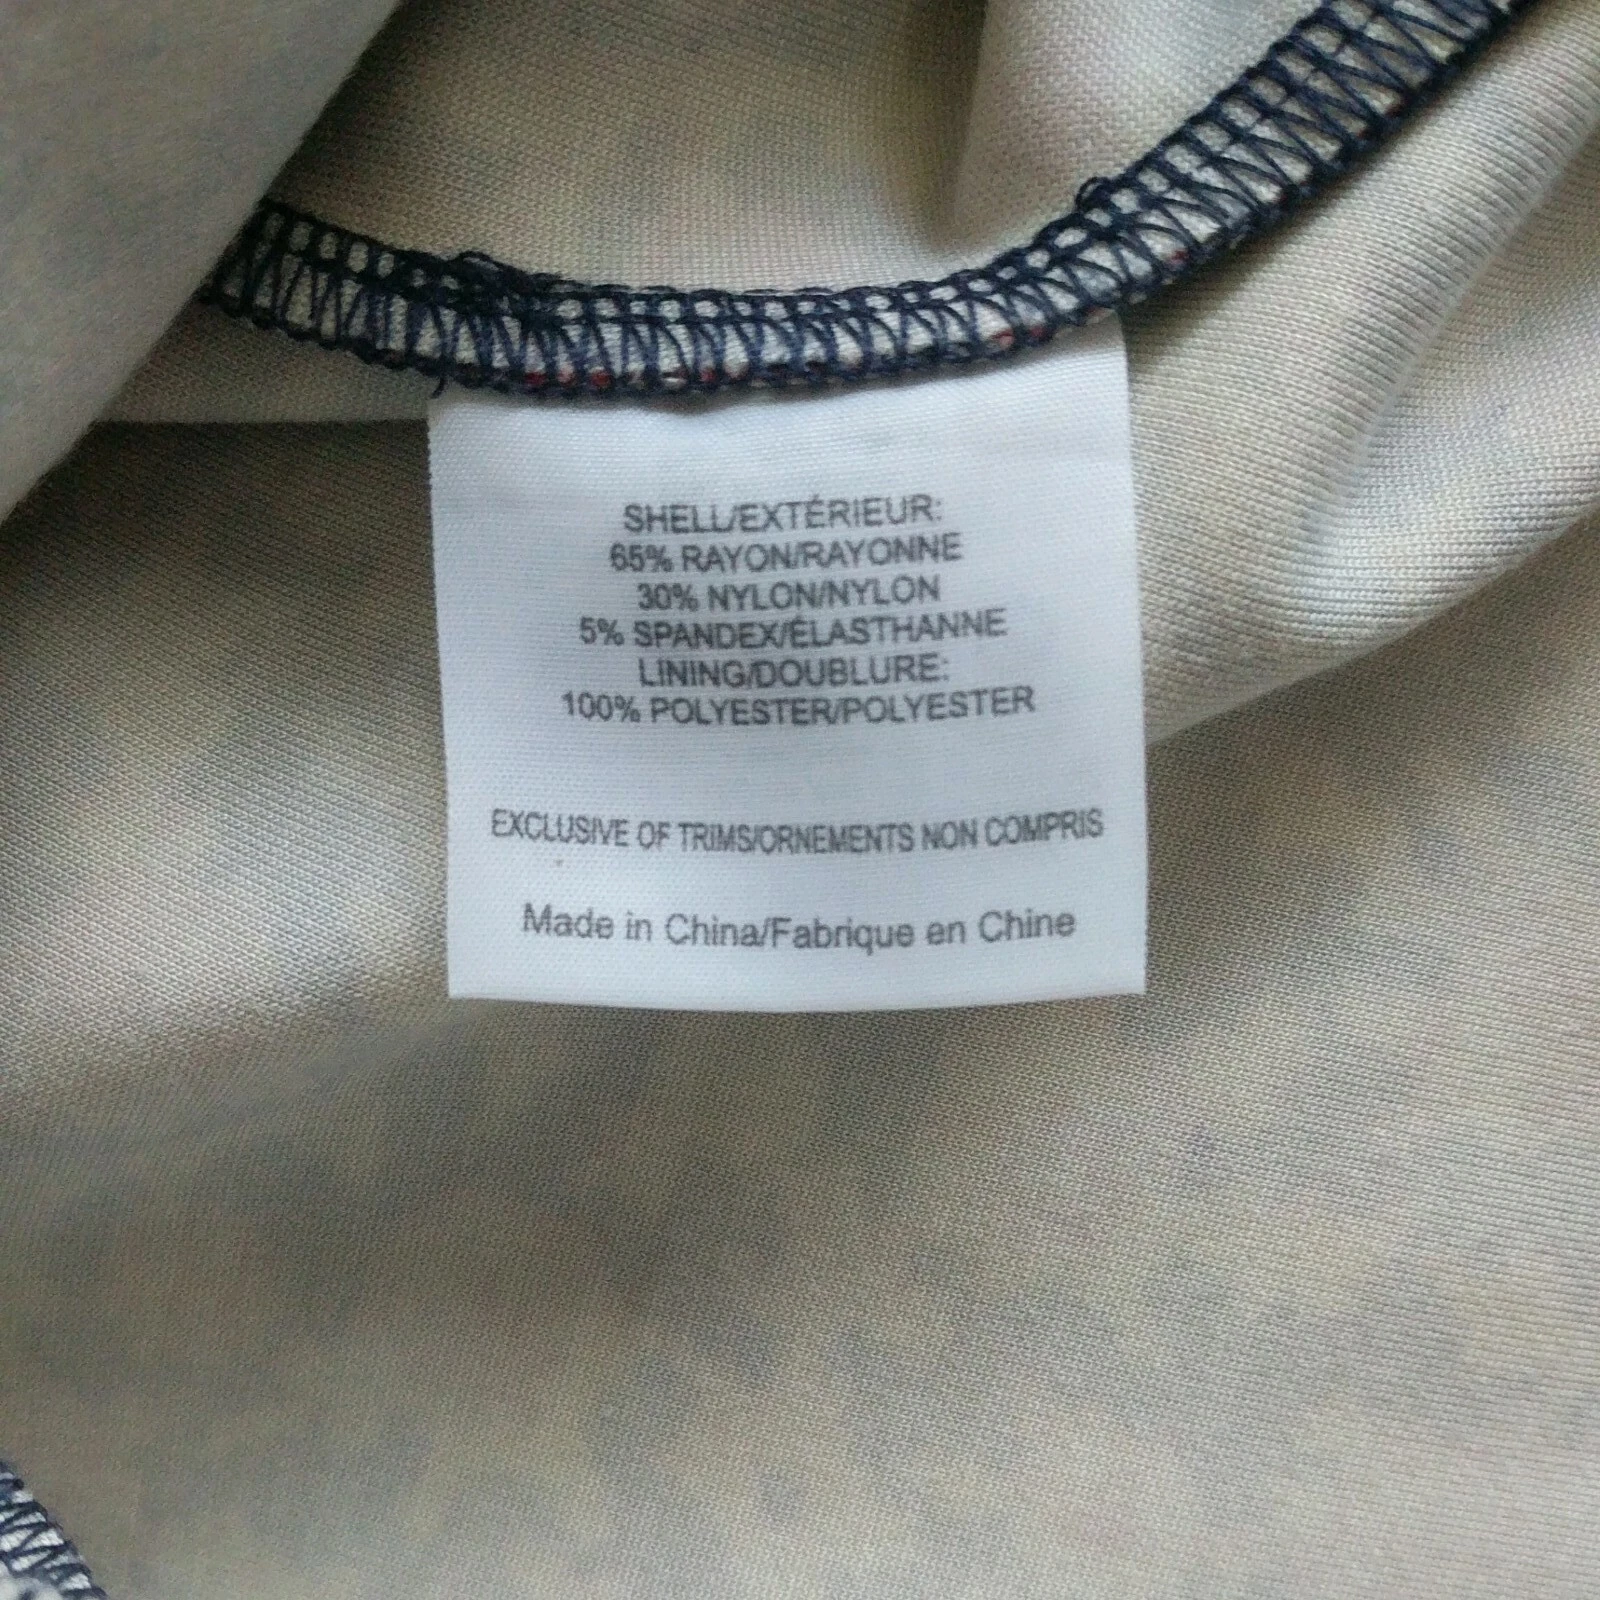 SHELL/EXTÉRIEUR:
65% RAYON/RAYONNE
30% NYLON/NYLON
5% SPANDEX/ÉLASTHANNE
LINING/DOUBLURE:
100% POLYESTER/POLYESTER
EXCLUSIVE OF TRIMS/ORNEMENTS NON COMPRIS
Made in China/Fabrique en Chine